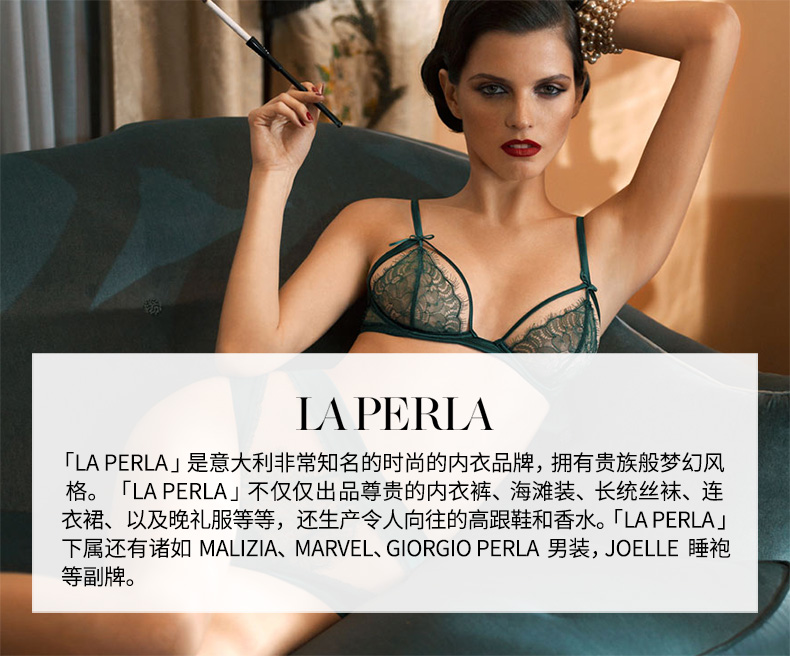 LA PERLA
「LA PERLA」是意大利非常知名的时尚的内衣品牌，拥有贵族般梦幻风
格。「LA PERLA」不仅仅出品尊贵的内衣裤、海滩装、长统丝袜、连
衣裙、以及晚礼服等等，还生产令人向往的高跟鞋和香水。「LA PERLA」
下属还有诸如 MALIZIA、MARVEL、GIORGIO PERLA 男装，JOELLE 睡袍
等副牌。